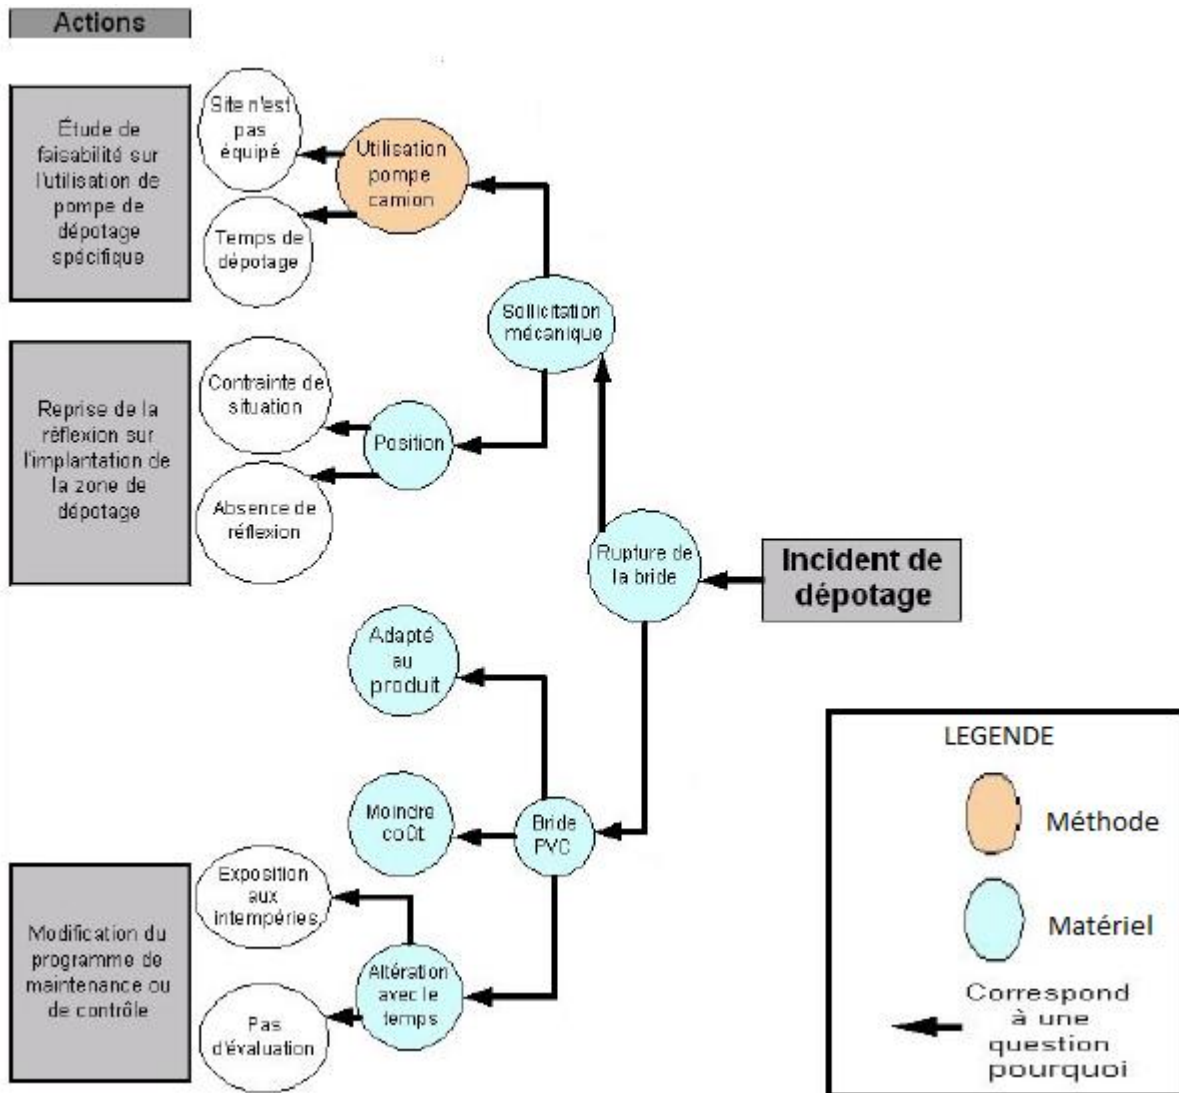 Actions
Étude de
faisabilité sur
l'utilisation de
pompe de
dépotage
spécifique
Site n'est
pas
équipé
Temps de
dépotage
Utilisation
pompe
camion
Sollicitation
mécanique
Reprise de la
réflexion sur
l'implantation de
la zone de
dépotage
Contrainte de
situation
Absence de
réflexion
Position
Rupture de
la bride
Incident de
dépotage
Adapté
au
produit
Moindre
coût
Bride
PVC
Modification du
programme de
maintenance ou
de contrôle
Exposition
aux
intempéries
Pas
d'évaluation
Altération
avec le
temps
LEGENDE
Méthode
Matériel
Correspond
à une
question
pourquoi